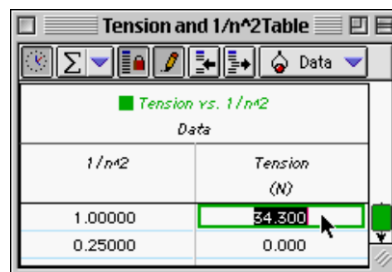 Tension and 1/n^2Table
Σ Data
Tension vs. 1/n^2
Data
1/n^2 Tension
(N)
1.00000 34.300
0.25000 0.000